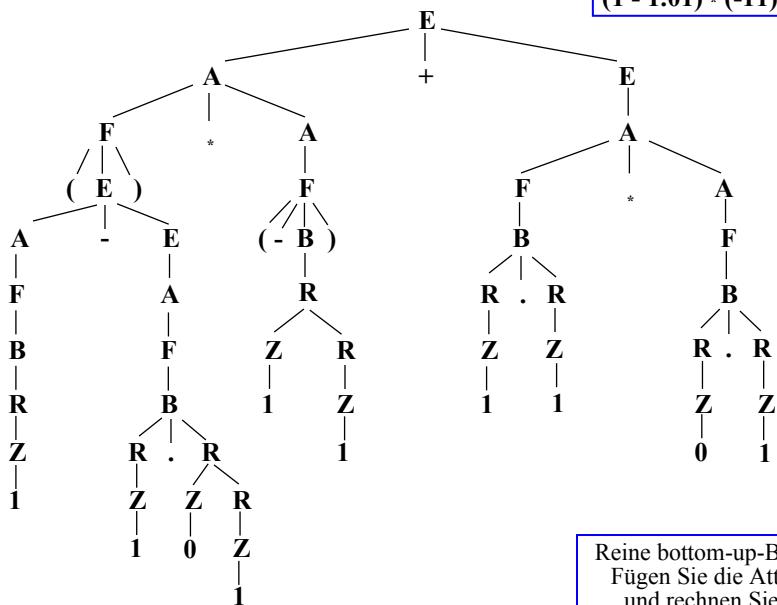 (1 - 1.01) * (-11)
E
A + E
F * A A
( E ) F F * A
A - E ( - B ) B F
F A R R . R B
B F Z R Z Z R . R
R B 1 Z 1 1 Z Z
Z R . R 1 0 1
1 Z Z R
1 0 Z
1
Reine bottom-up-B
Fügen Sie die Att
und rechnen Sie